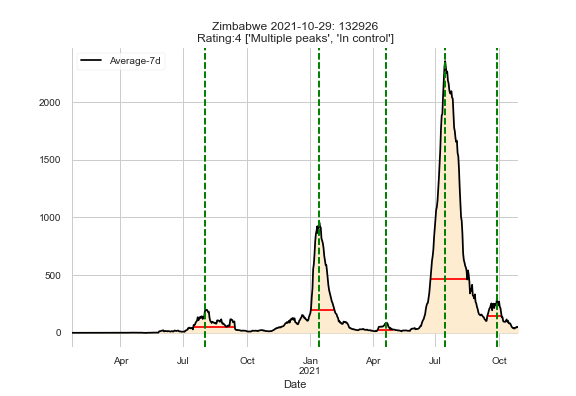 Zimbabwe 2021-10-29: 132926
Rating:4 ['Multiple peaks', 'In control']
Average-7d
2000
1500
1000
500
0
Apr Jul Oct Jan Apr Jul Oct
2021
Date